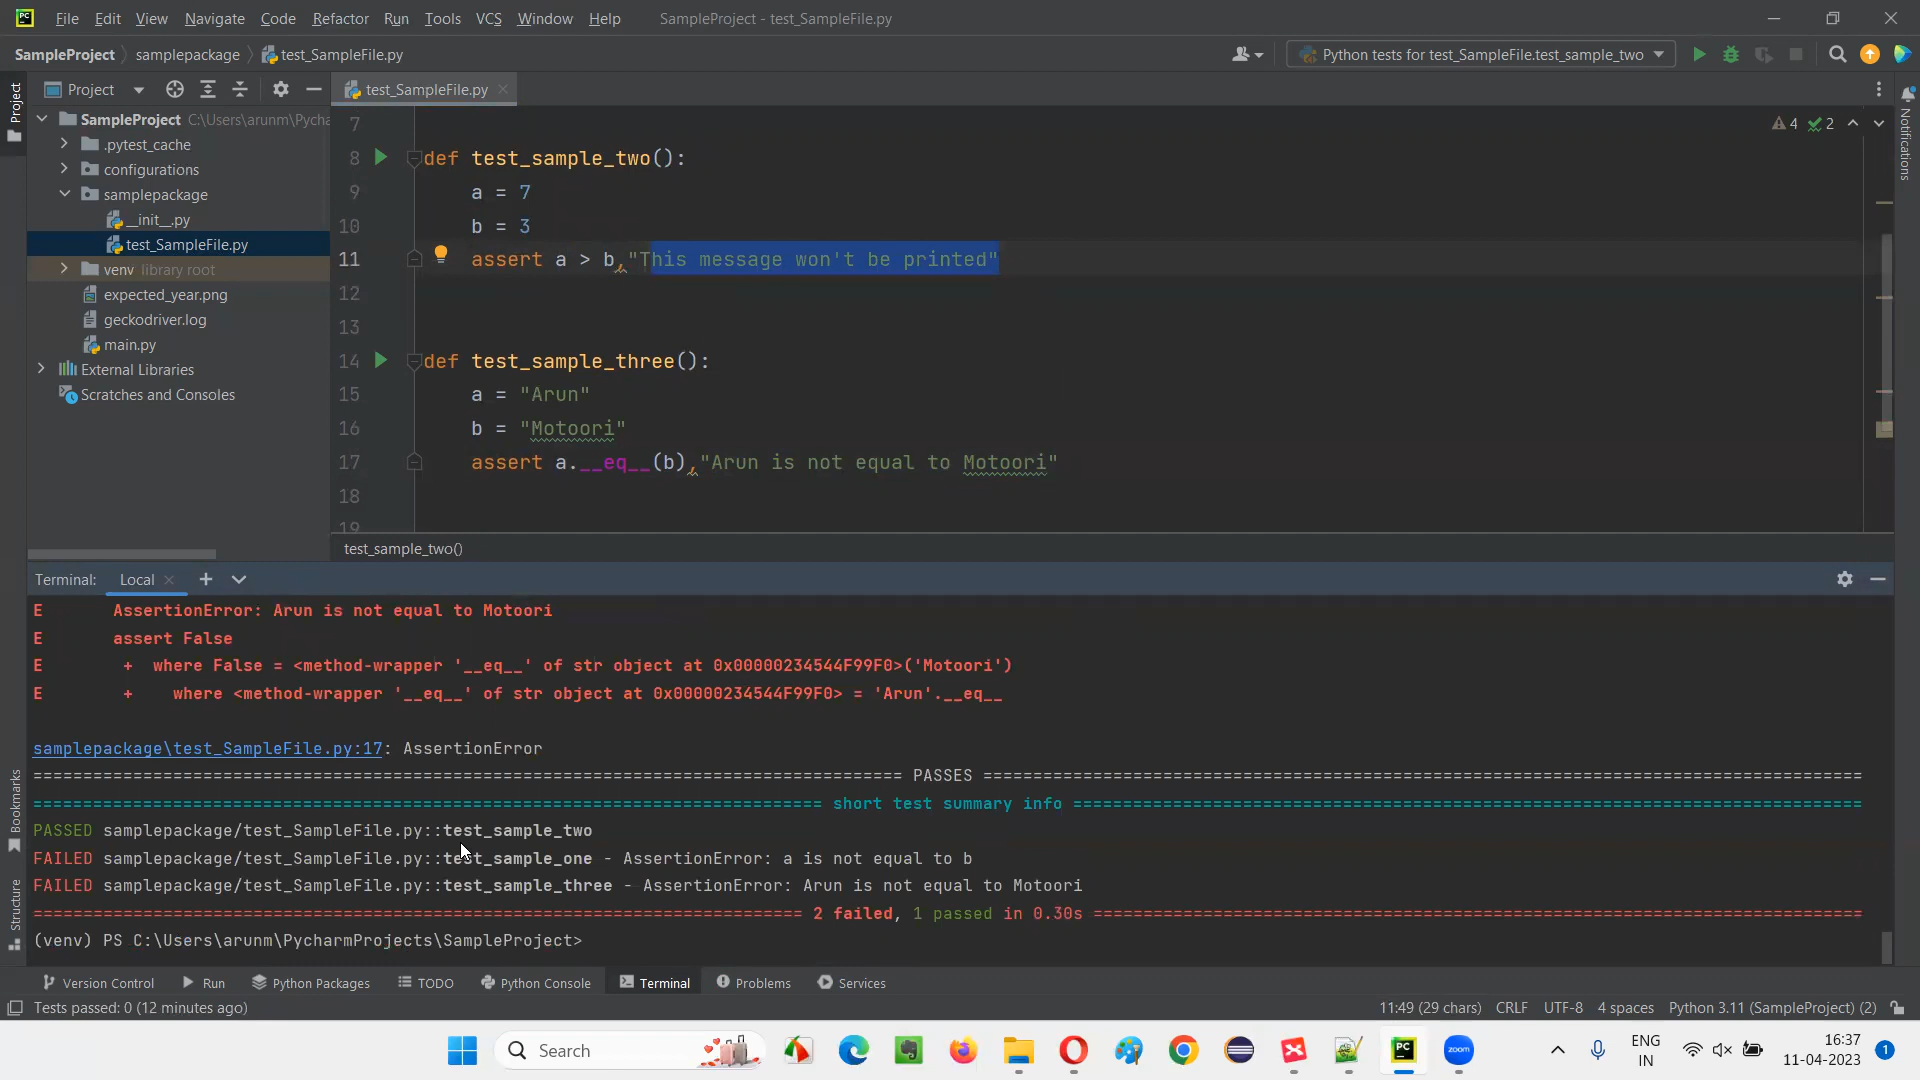 File Edit View Navigate Code Refactor Run Tools VCS Window Help SampleProject - test_SampleFile.py
SampleProject samplepackage test_SampleFile.py Python tests for test_SampleFile.test_sample_two
Project
Project
test_SampleFile.py
Notifications
SampleProject C:\Users\arunm\Pycha
.pytest_cache
configurations
samplepackage
__init__.py
test_SampleFile.py
venv library root
expected_year.png
geckodriver.log
main.py
External Libraries
Scratches and Consoles
4 2
7
8 def test_sample_two():
9 a = 7
10 b = 3
11 assert a > b,"This message won't be printed"
12
13
14 def test_sample_three():
15 a = "Arun"
16 b = "Motoori"
17 assert a.__eq__(b),"Arun is not equal to Motoori"
18
19
test_sample_two()
Terminal: Local
E AssertionError: Arun is not equal to Motoori
E assert False
E + where False = <method-wrapper '__eq__' of str object at 0x00000234544F99F0>('Motoori')
E + where <method-wrapper '__eq__' of str object at 0x00000234544F99F0> = 'Arun'.__eq__
samplepackage\test_SampleFile.py:17: AssertionError
PASSES
short test summary info
PASSED samplepackage/test_SampleFile.py::test_sample_two
FAILED samplepackage/test_SampleFile.py::test_sample_one - AssertionError: a is not equal to b
FAILED samplepackage/test_SampleFile.py::test_sample_three - AssertionError: Arun is not equal to Motoori
2 failed, 1 passed in 0.30s
(venv) PS C:\Users\arunm\PycharmProjects\SampleProject>
Bookmarks
Structure
Version Control Run Python Packages TODO Python Console Terminal Problems Services
Tests passed: 0 (12 minutes ago) 11:49 (29 chars) CRLF UTF-8 4 spaces Python 3.11 (SampleProject) (2)
Search
PC
zoom
ENG
IN
16:37
11-04-2023
1